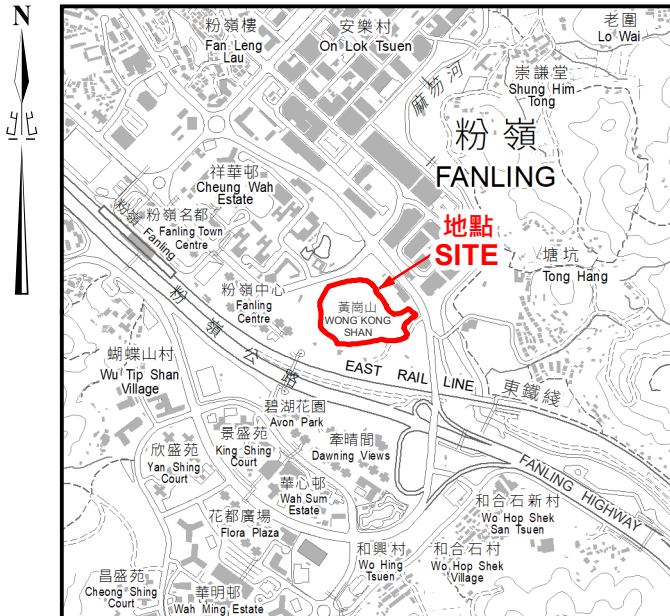 N
粉嶺樓
Fan Leng
Lau
安樂村
On Lok Tsuen
老圍
Lo Wai
麻笏河
崇謙堂
Shung Him
Tong
粉嶺
FANLING
祥華邨
Cheung Wah
Estate
粉嶺
Fanling
粉嶺名都
Fanling Town
Centre
地點
SITE
塘坑
Tong Hang
粉嶺中心
Fanling
Centre
黃崗山
WONG KONG
SHAN
粉嶺公路
蝴蝶山村
Wu Tip Shan
Village
EAST RAIL LINE
東鐵綫
碧湖花園
Avon Park
景盛苑
King Shing
Court
牽晴間
Dawning Views
欣盛苑
Yan Shing
Court
FANLING HIGHWAY
華心邨
Wah Sum
Estate
和合石新村
Wo Hop Shek
San Tsuen
花都廣場
Flora Plaza
和興村
Wo Hing
Tsuen
和合石村
Wo Hop Shek
Village
昌盛苑
Cheong Shing
Court
華明邨
Wah Ming Estate